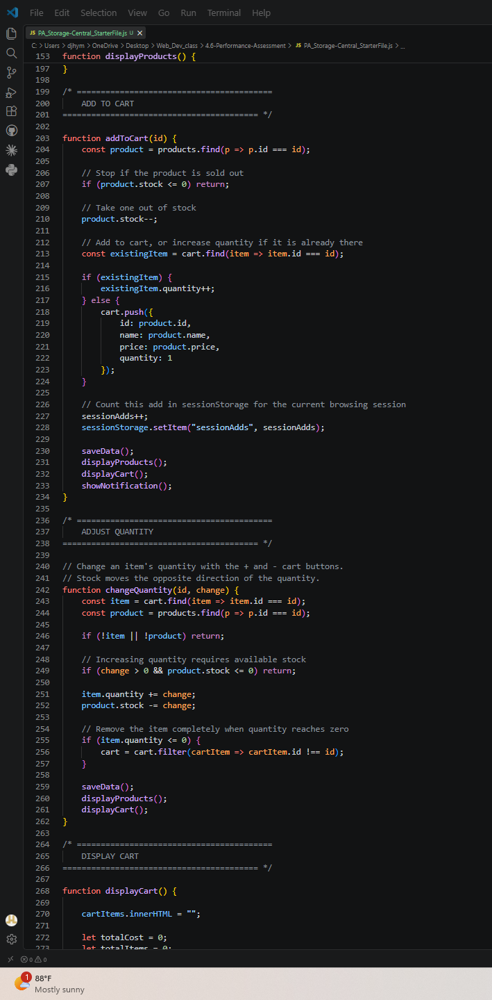 File Edit Selection View Go Run Terminal Help
JS PA_Storage-Central_StarterFile.js U ×
C: > Users > djhym > OneDrive > Desktop > Web_Dev_class > 4.6-Performance-Assessment > JS PA_Storage-Central_StarterFile.js > ...
153 function displayProducts() {
197 }
198
199 /* =========================================
200     ADD TO CART
201 ========================================= */
202
203 function addToCart(id) {
204     const product = products.find(p => p.id === id);
205
206     // Stop if the product is sold out
207     if (product.stock <= 0) return;
208
209     // Take one out of stock
210     product.stock--;
211
212     // Add to cart, or increase quantity if it is already there
213     const existingItem = cart.find(item => item.id === id);
214
215     if (existingItem) {
216         existingItem.quantity++;
217     } else {
218         cart.push({
219             id: product.id,
220             name: product.name,
221             price: product.price,
222             quantity: 1
223         });
224     }
225
226     // Count this add in sessionStorage for the current browsing session
227     sessionAdds++;
228     sessionStorage.setItem("sessionAdds", sessionAdds);
229
230     saveData();
231     displayProducts();
232     displayCart();
233     showNotification();
234 }
235
236 /* =========================================
237     ADJUST QUANTITY
238 ========================================= */
239
240 // Change an item's quantity with the + and - cart buttons.
241 // Stock moves the opposite direction of the quantity.
242 function changeQuantity(id, change) {
243     const item = cart.find(item => item.id === id);
244     const product = products.find(p => p.id === id);
245
246     if (!item || !product) return;
247
248     // Increasing quantity requires available stock
249     if (change > 0 && product.stock <= 0) return;
250
251     item.quantity += change;
252     product.stock -= change;
253
254     // Remove the item completely when quantity reaches zero
255     if (item.quantity <= 0) {
256         cart = cart.filter(cartItem => cartItem.id !== id);
257     }
258
259     saveData();
260     displayProducts();
261     displayCart();
262 }
263
264 /* =========================================
265     DISPLAY CART
266 ========================================= */
267
268 function displayCart() {
269
270     cartItems.innerHTML = "";
271
272     let totalCost = 0;
273     let totalItems = 0;
0 0
1 88°F
Mostly sunny